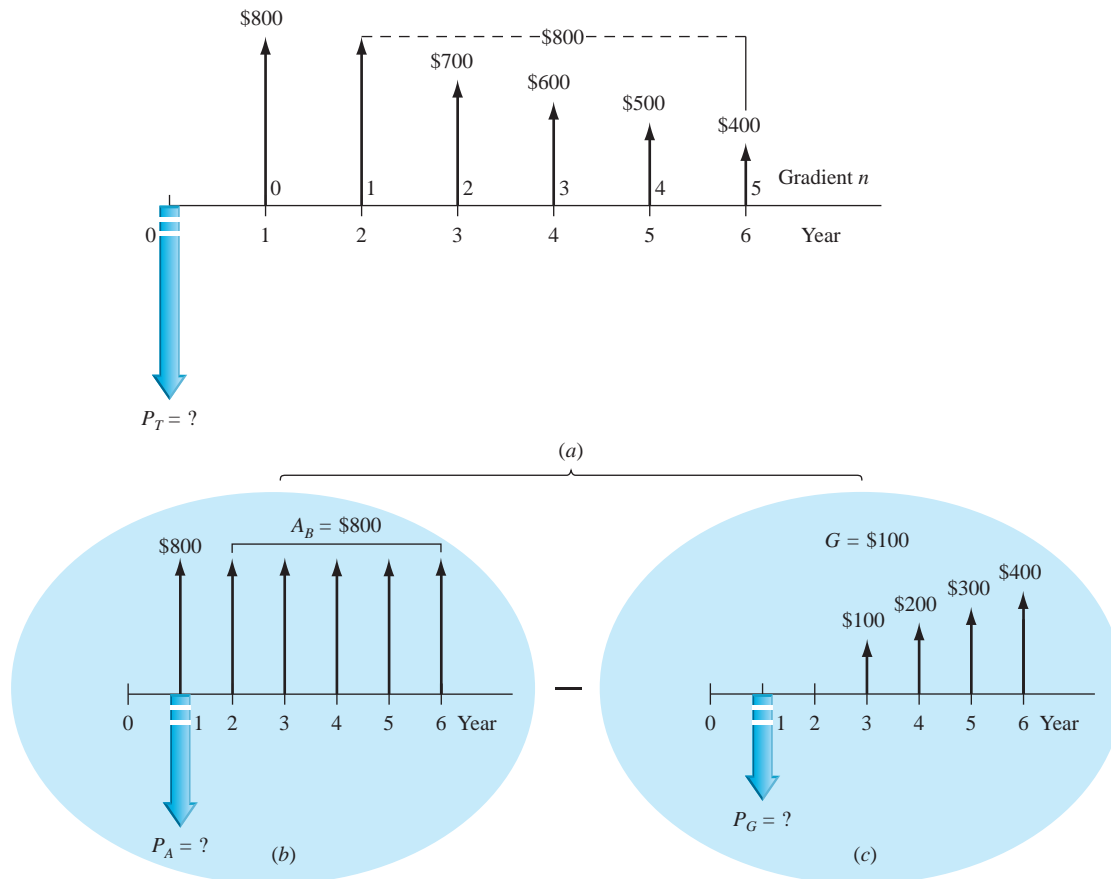 $800
$800
$700
$600
$500
$400
0 1 2 3 4 5 Gradient n
0 1 2 3 4 5 6 Year
P_T = ?
(a)
A_B = $800
$800
0 1 2 3 4 5 6 Year
P_A = ?
(b)
G = $100
$100
$200
$300
$400
0 1 2 3 4 5 6 Year
P_G = ?
(c)